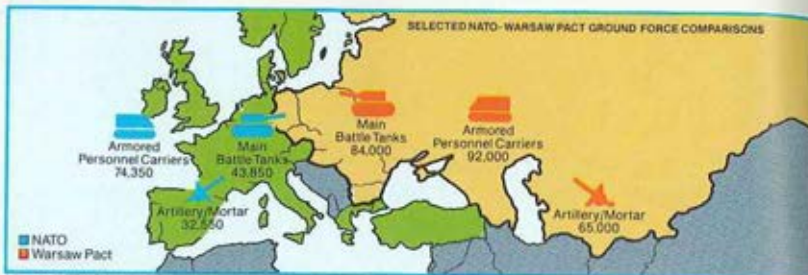 SELECTED NATO-WARSAW PACT GROUND FORCE COMPARISONS
Armored
Personnel Carriers
74,350
Main
Battle Tanks
43,850
Main
Battle Tanks
84,000
Armored
Personnel Carriers
92,000
Artillery/Mortar
32,550
Artillery/Mortar
65,000
NATO
Warsaw Pact